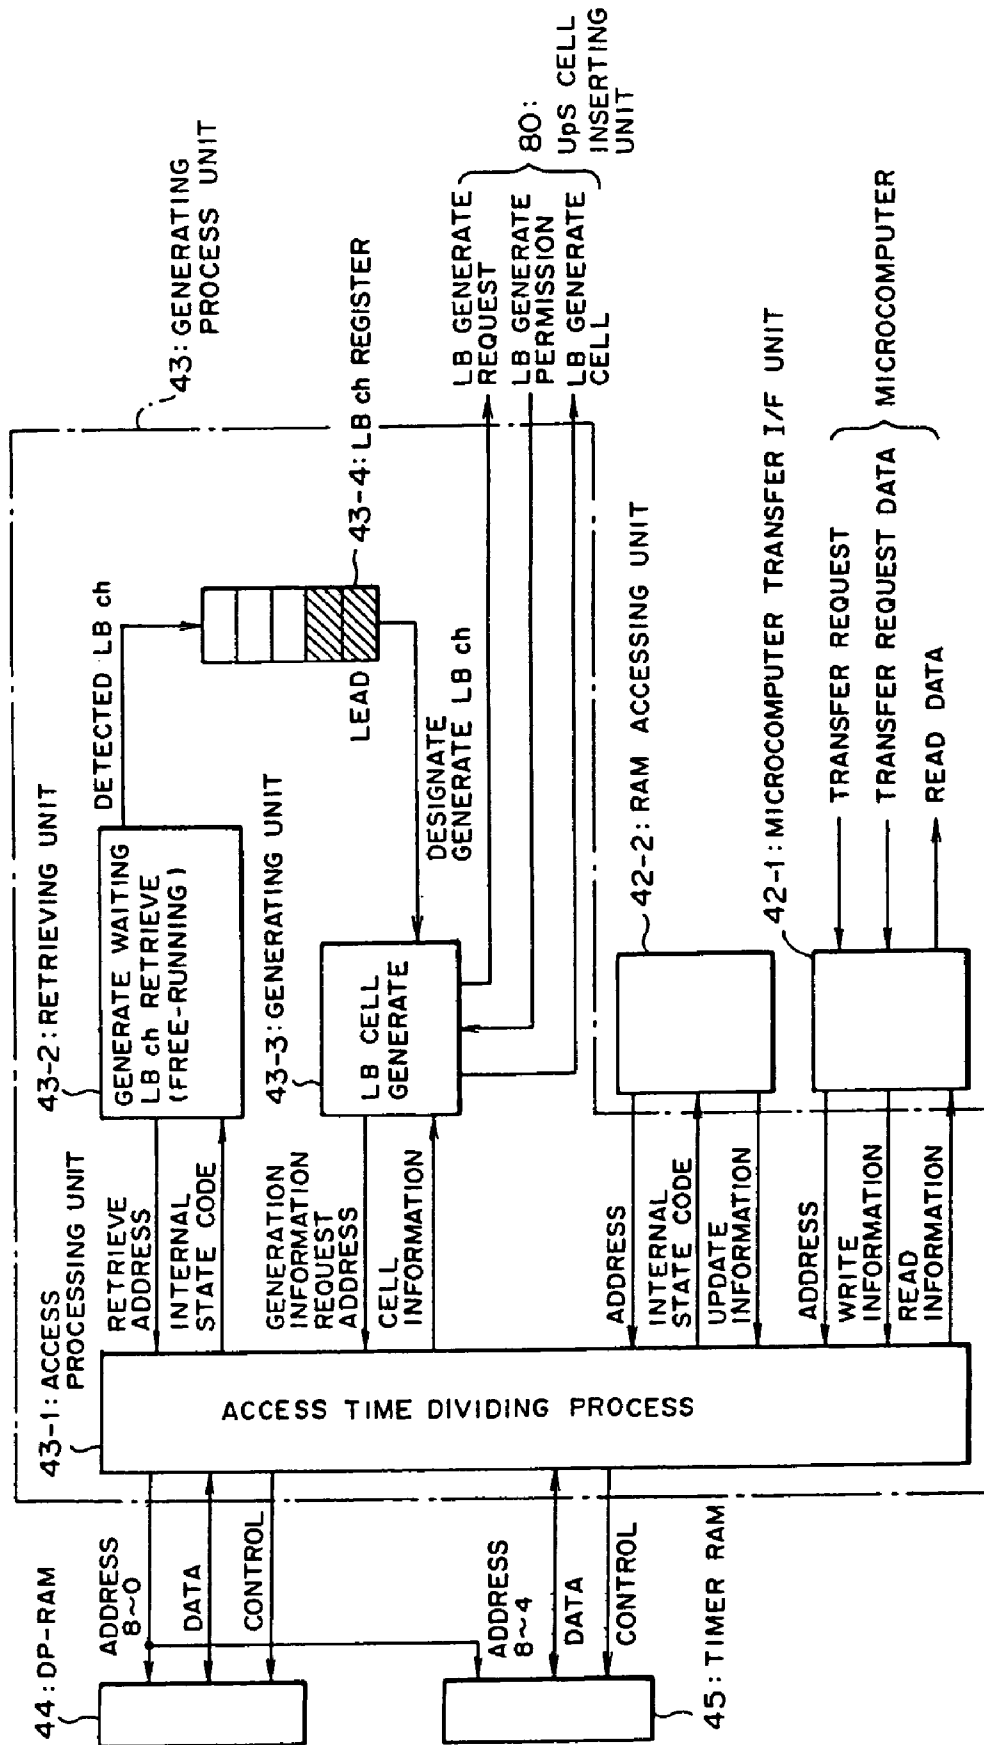 43: GENERATING
PROCESS UNIT
43-1: ACCESS
PROCESSING UNIT
43-2: RETRIEVING UNIT
GENERATE WAITING
LB ch RETRIEVE
(FREE-RUNNING)
DETECTED LB ch
43-4: LB ch REGISTER
LEAD
DESIGNATE
GENERATE LB ch
43-3: GENERATING UNIT
LB CELL
GENERATE
LB GENERATE
REQUEST
LB GENERATE
PERMISSION
LB GENERATE
CELL
80:
UpS CELL
INSERTING
UNIT
RETRIEVE
ADDRESS
INTERNAL
STATE CODE
GENERATION
INFORMATION
REQUEST
ADDRESS
CELL
INFORMATION
ACCESS TIME DIVIDING PROCESS
44: DP-RAM
ADDRESS
8~0
DATA
CONTROL
ADDRESS
8~4
DATA
CONTROL
45: TIMER RAM
42-2: RAM ACCESSING UNIT
ADDRESS
INTERNAL
STATE CODE
UPDATE
INFORMATION
42-1: MICROCOMPUTER TRANSFER I/F UNIT
ADDRESS
WRITE
INFORMATION
READ
INFORMATION
TRANSFER REQUEST
TRANSFER REQUEST DATA
READ DATA
MICROCOMPUTER